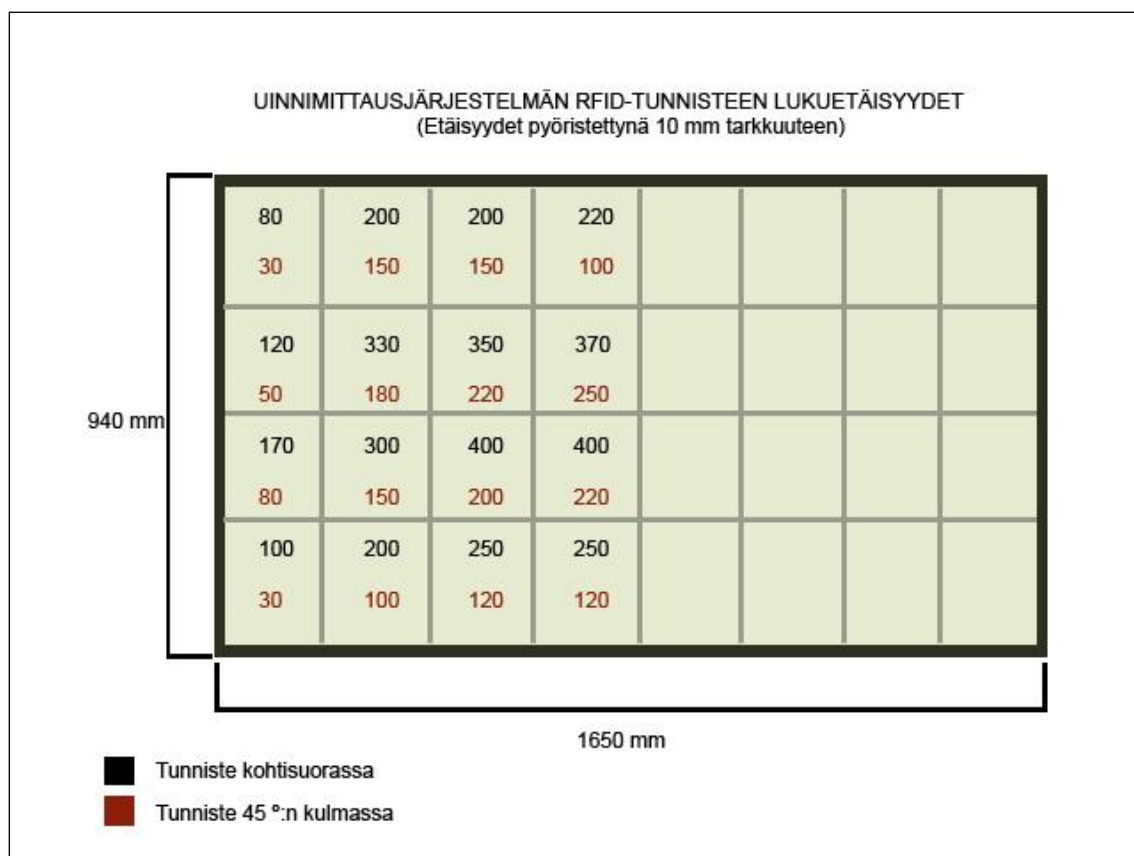 UINNIMITTAUSJÄRJESTELMÄN RFID-TUNNISTEEN LUKUETÄISYYDET
(Etäisyydet pyöristettynä 10 mm tarkkuuteen)
80 200 200 220
30 150 150 100
120 330 350 370
50 180 220 250
940 mm
170 300 400 400
80 150 200 220
100 200 250 250
30 100 120 120
1650 mm
Tunniste kohtisuorassa
Tunniste 45 º:n kulmassa